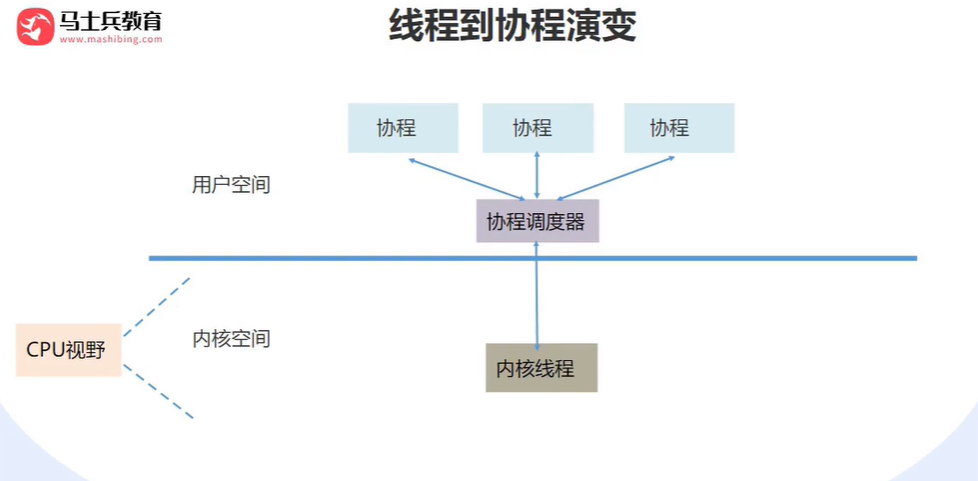 马士兵教育
www.mashibing.com
线程到协程演变
协程
协程
协程
用户空间
协程调度器
内核空间
CPU视野
内核线程